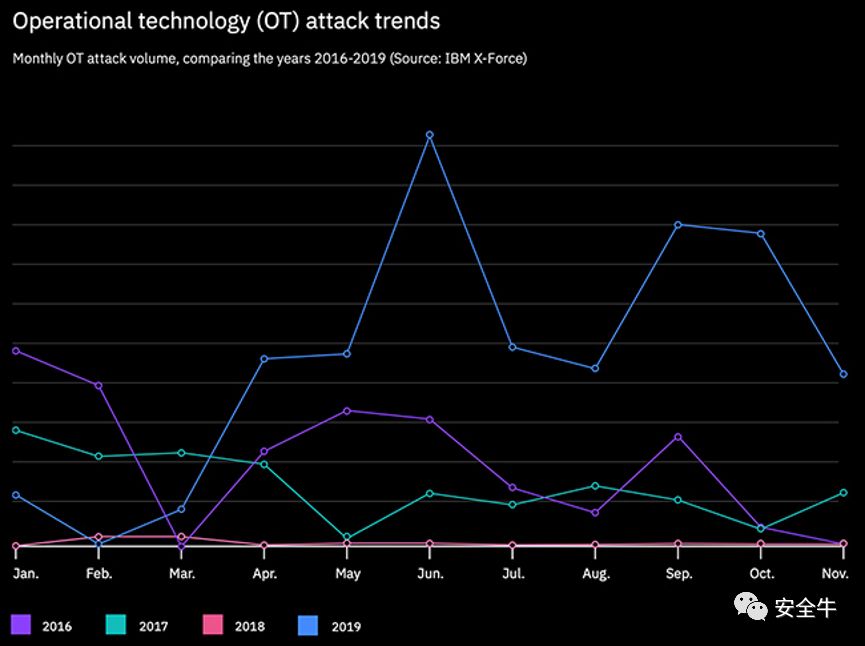 Operational technology (OT) attack trends
Monthly OT attack volume, comparing the years 2016-2019 (Source: IBM X-Force)
Jan. Feb. Mar. Apr. May Jun. Jul. Aug. Sep. Oct. Nov.
安全牛
2016 2017 2018 2019